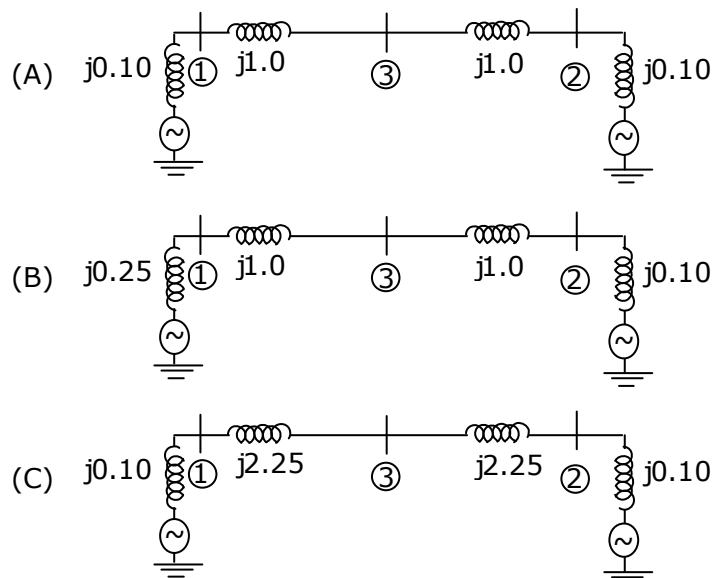 (A) j0.10 ① j1.0 ③ j1.0 ② j0.10
~ ~
(B) j0.25 ① j1.0 ③ j1.0 ② j0.10
~ ~
(C) j0.10 ① j2.25 ③ j2.25 ② j0.10
~ ~